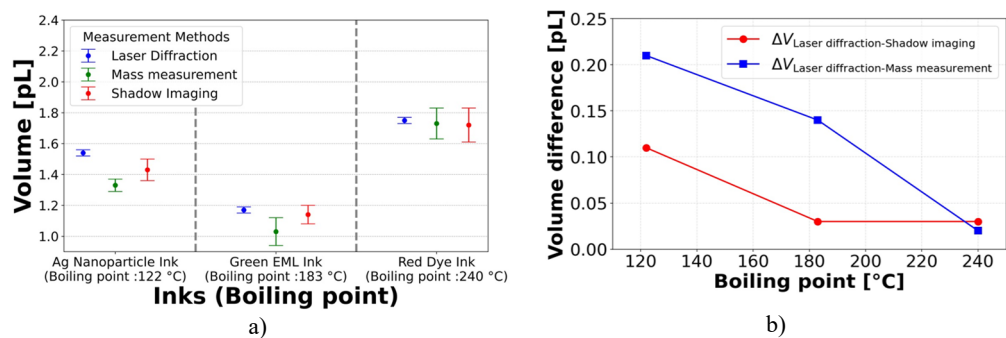 2.4
2.2
2.0
1.8
1.6
1.4
1.2
1.0
Volume [pL]
Measurement Methods
Laser Diffraction
Mass measurement
Shadow Imaging
Ag Nanoparticle Ink
(Boiling point :122 °C)
Green EML Ink
(Boiling point :183 °C)
Red Dye Ink
(Boiling point :240 °C)
Inks (Boiling point)
a)
0.25
0.20
0.15
0.10
0.05
0.00
Volume difference [pL]
ΔV Laser diffraction-Shadow imaging
ΔV Laser diffraction-Mass measurement
120 140 160 180 200 220 240
Boiling point [°C]
b)